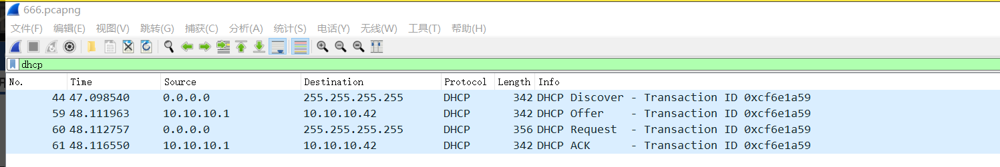 666.pcapng
文件(F) 编辑(E) 视图(V) 跳转(G) 捕获(C) 分析(A) 统计(S) 电话(Y) 无线(W) 工具(T) 帮助(H)
dhcp
No. Time Source Destination Protocol Length Info
44 47.098540 0.0.0.0 255.255.255.255 DHCP 342 DHCP Discover - Transaction ID 0xcf6e1a59
59 48.111963 10.10.10.1 10.10.10.42 DHCP 342 DHCP Offer - Transaction ID 0xcf6e1a59
60 48.112757 0.0.0.0 255.255.255.255 DHCP 356 DHCP Request - Transaction ID 0xcf6e1a59
61 48.116550 10.10.10.1 10.10.10.42 DHCP 342 DHCP ACK - Transaction ID 0xcf6e1a59